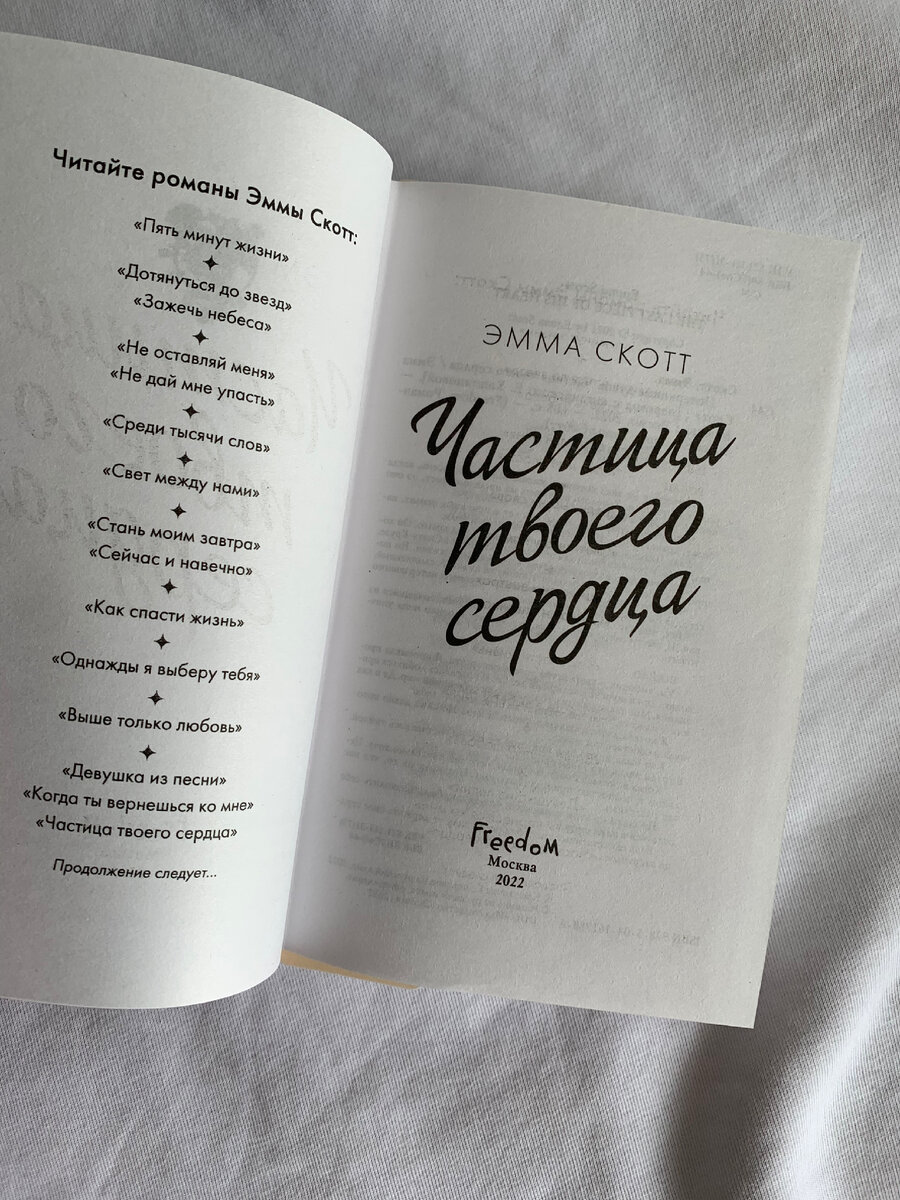 Читайте романы Эммы Скотт:
«Пять минут жизни»
«Дотянуться до звезд»
«Зажечь небеса»
«Не оставляй меня»
«Не дай мне упасть»
«Среди тысячи слов»
«Свет между нами»
«Стань моим завтра»
«Сейчас и навечно»
«Как спасти жизнь»
«Однажды я выберу тебя»
«Выше только любовь»
«Девушка из песни»
«Когда ты вернешься ко мне»
«Частица твоего сердца»
Продолжение следует...
ЭММА СКОТТ
Частица
твоего
сердца
Freedom
Москва
2022